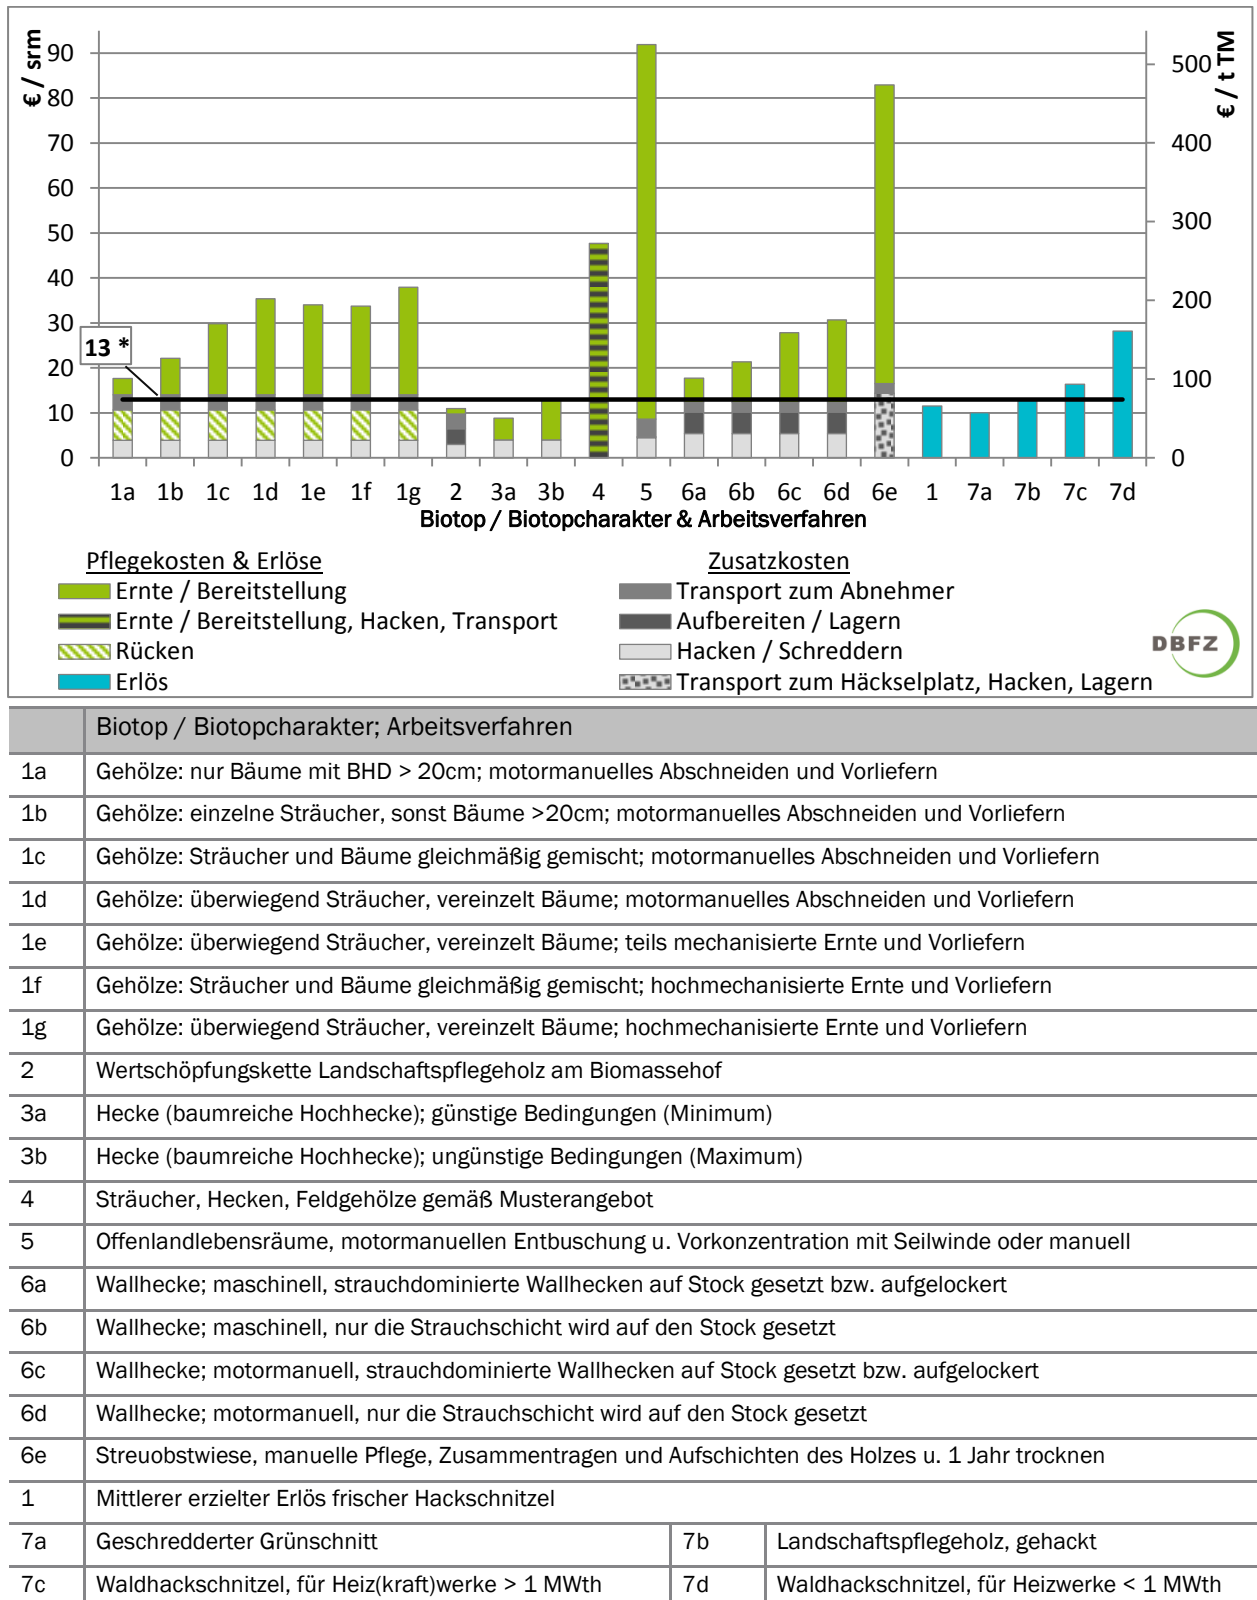 € / srm
€ / t TM
90
80
70
60
50
40
30
20
10
0
500
400
300
200
100
0
13 *
1a 1b 1c 1d 1e 1f 1g 2 3a 3b 4 5 6a 6b 6c 6d 6e 1 7a 7b 7c 7d
Biotop / Biotopcharakter & Arbeitsverfahren
Pflegekosten & Erlöse
Ernte / Bereitstellung
Ernte / Bereitstellung, Hacken, Transport
Rücken
Erlös
Zusatzkosten
Transport zum Abnehmer
Aufbereiten / Lagern
Hacken / Schreddern
Transport zum Häckselplatz, Hacken, Lagern
DBFZ
Biotop / Biotopcharakter; Arbeitsverfahren
1a Gehölze: nur Bäume mit BHD > 20cm; motormanuelles Abschneiden und Vorliefern
1b Gehölze: einzelne Sträucher, sonst Bäume >20cm; motormanuelles Abschneiden und Vorliefern
1c Gehölze: Sträucher und Bäume gleichmäßig gemischt; motormanuelles Abschneiden und Vorliefern
1d Gehölze: überwiegend Sträucher, vereinzelt Bäume; motormanuelles Abschneiden und Vorliefern
1e Gehölze: überwiegend Sträucher, vereinzelt Bäume; teils mechanisierte Ernte und Vorliefern
1f Gehölze: Sträucher und Bäume gleichmäßig gemischt; hochmechanisierte Ernte und Vorliefern
1g Gehölze: überwiegend Sträucher, vereinzelt Bäume; hochmechanisierte Ernte und Vorliefern
2 Wertschöpfungskette Landschaftspflegeholz am Biomassehof
3a Hecke (baumreiche Hochhecke); günstige Bedingungen (Minimum)
3b Hecke (baumreiche Hochhecke); ungünstige Bedingungen (Maximum)
4 Sträucher, Hecken, Feldgehölze gemäß Musterangebot
5 Offenlandlebensräume, motormanuellen Entbuschung u. Vorkonzentration mit Seilwinde oder manuell
6a Wallhecke; maschinell, strauchdominierte Wallhecken auf Stock gesetzt bzw. aufgelockert
6b Wallhecke; maschinell, nur die Strauchschicht wird auf den Stock gesetzt
6c Wallhecke; motormanuell, strauchdominierte Wallhecken auf Stock gesetzt bzw. aufgelockert
6d Wallhecke; motormanuell, nur die Strauchschicht wird auf den Stock gesetzt
6e Streuobstwiese, manuelle Pflege, Zusammentragen und Aufschichten des Holzes u. 1 Jahr trocknen
1 Mittlerer erzielter Erlös frischer Hackschnitzel
7a Geschredderter Grünschnitt 7b Landschaftspflegeholz, gehackt
7c Waldhackschnitzel, für Heiz(kraft)werke > 1 MWth 7d Waldhackschnitzel, für Heizwerke < 1 MWth